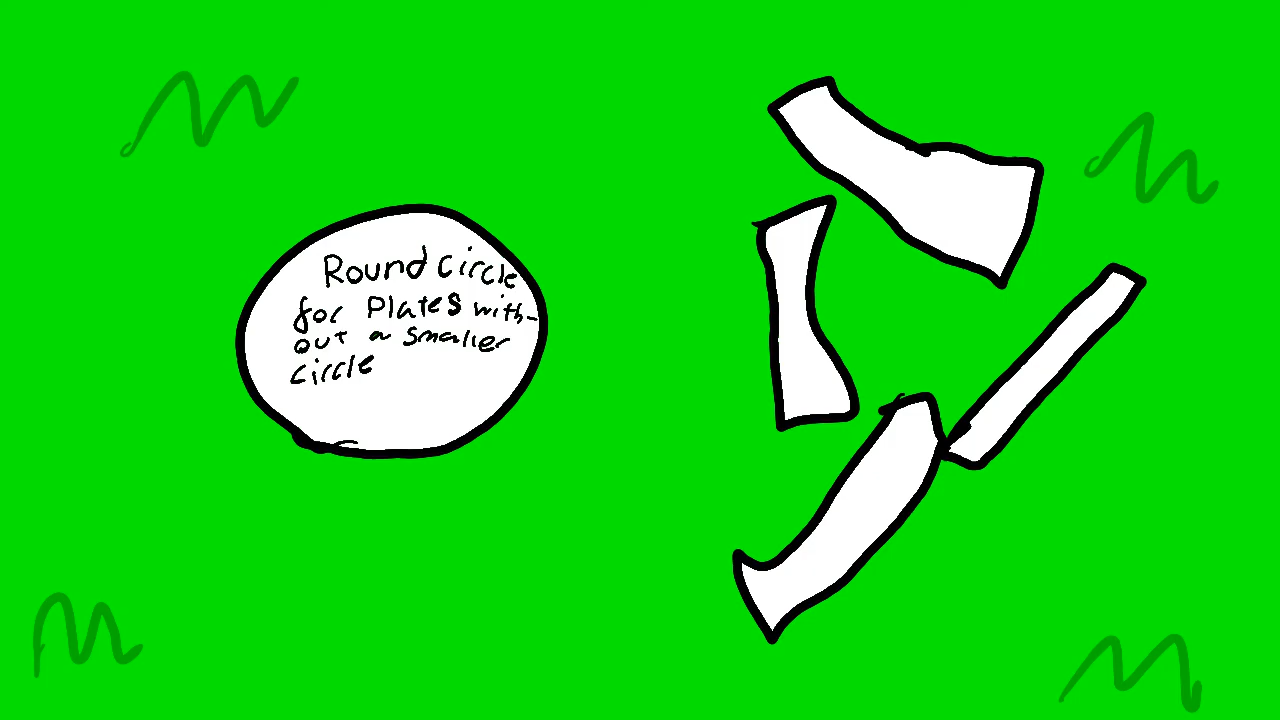 Round circle
for Plates with-
out a smaller
circle